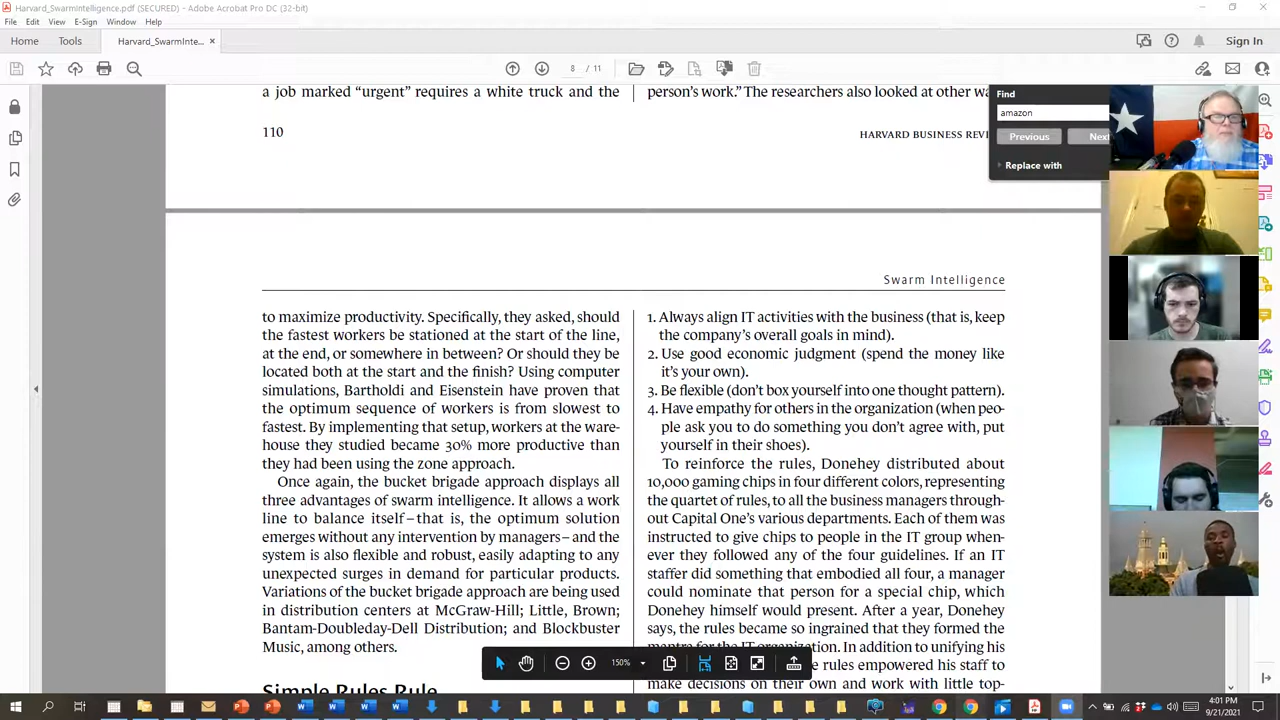 Harvard_SwarmIntelligence.pdf (SECURED) - Adobe Acrobat Pro DC (32-bit)
File Edit View E-Sign Window Help
Home Tools Harvard_SwarmInte... × Sign In
8 / 11
a job marked “urgent” requires a white truck and the
110
person’s work.” The researchers also looked at other wa
HARVARD BUSINESS REVI
Find
amazon
Previous Next
Replace with
Swarm Intelligence
to maximize productivity. Specifically, they asked, should
the fastest workers be stationed at the start of the line,
at the end, or somewhere in between? Or should they be
located both at the start and the finish? Using computer
simulations, Bartholdi and Eisenstein have proven that
the optimum sequence of workers is from slowest to
fastest. By implementing that setup, workers at the ware-
house they studied became 30% more productive than
they had been using the zone approach.
Once again, the bucket brigade approach displays all
three advantages of swarm intelligence. It allows a work
line to balance itself – that is, the optimum solution
emerges without any intervention by managers – and the
system is also flexible and robust, easily adapting to any
unexpected surges in demand for particular products.
Variations of the bucket brigade approach are being used
in distribution centers at McGraw-Hill; Little, Brown;
Bantam-Doubleday-Dell Distribution; and Blockbuster
Music, among others.
Simple Rules Rule
1. Always align IT activities with the business (that is, keep
the company’s overall goals in mind).
2. Use good economic judgment (spend the money like
it’s your own).
3. Be flexible (don’t box yourself into one thought pattern).
4. Have empathy for others in the organization (when peo-
ple ask you to do something you don’t agree with, put
yourself in their shoes).
To reinforce the rules, Donehey distributed about
10,000 gaming chips in four different colors, representing
the quartet of rules, to all the business managers through-
out Capital One’s various departments. Each of them was
instructed to give chips to people in the IT group when-
ever they followed any of the four guidelines. If an IT
staffer did something that embodied all four, a manager
could nominate that person for a special chip, which
Donehey himself would present. After a year, Donehey
says, the rules became so ingrained that they formed the
mantra for the IT organization. In addition to unifying his
e rules empowered his staff to
make decisions on their own and work with little top-
150%
4:01 PM
9/21/2021